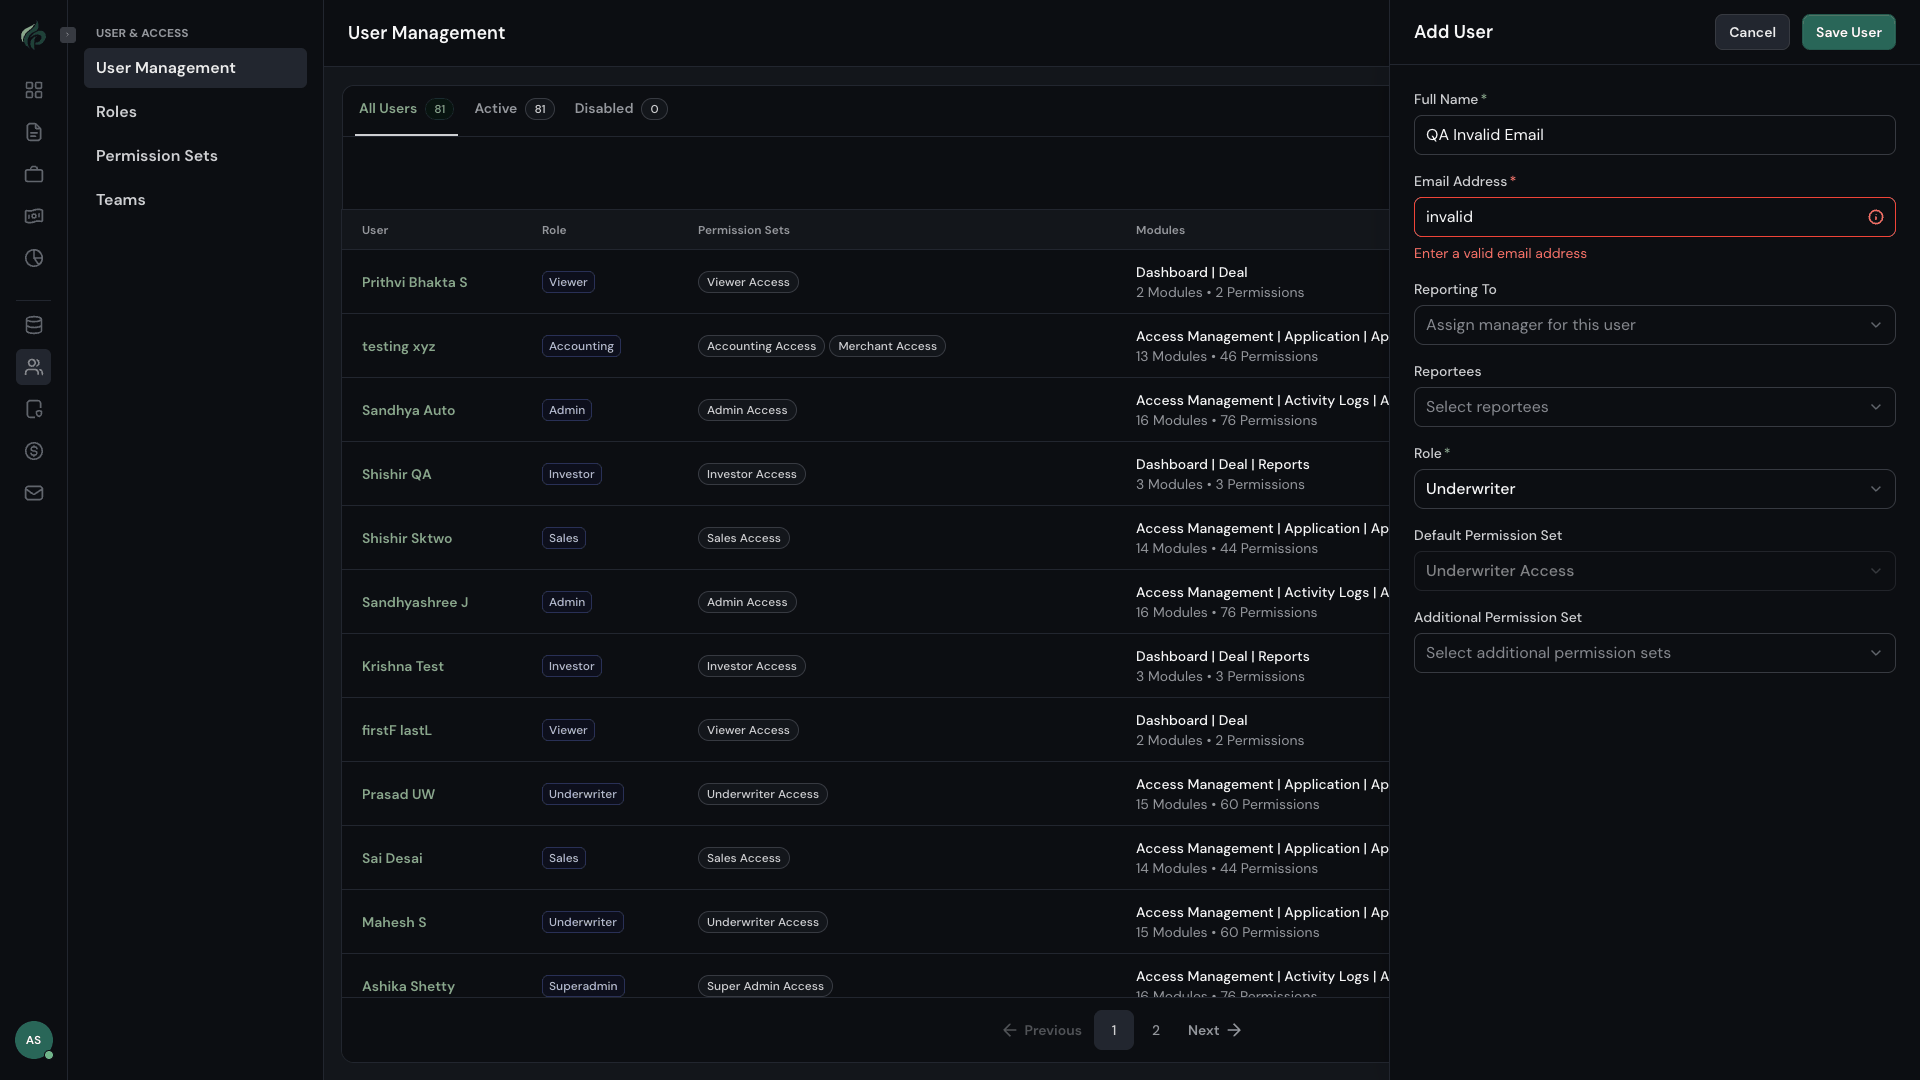 USER & ACCESS
User Management
Roles
Permission Sets
Teams
AS
User Management
All Users 81 Active 81 Disabled 0
User Role Permission Sets Modules
Prithvi Bhakta S Viewer Viewer Access Dashboard | Deal
2 Modules • 2 Permissions
testing xyz Accounting Accounting Access Merchant Access Access Management | Application | Ap
13 Modules • 46 Permissions
Sandhya Auto Admin Admin Access Access Management | Activity Logs | A
16 Modules • 76 Permissions
Shishir QA Investor Investor Access Dashboard | Deal | Reports
3 Modules • 3 Permissions
Shishir Sktwo Sales Sales Access Access Management | Application | Ap
14 Modules • 44 Permissions
Sandhyashree J Admin Admin Access Access Management | Activity Logs | A
16 Modules • 76 Permissions
Krishna Test Investor Investor Access Dashboard | Deal | Reports
3 Modules • 3 Permissions
firstF lastL Viewer Viewer Access Dashboard | Deal
2 Modules • 2 Permissions
Prasad UW Underwriter Underwriter Access Access Management | Application | Ap
15 Modules • 60 Permissions
Sai Desai Sales Sales Access Access Management | Application | Ap
14 Modules • 44 Permissions
Mahesh S Underwriter Underwriter Access Access Management | Application | Ap
15 Modules • 60 Permissions
Ashika Shetty Superadmin Super Admin Access Access Management | Activity Logs | A
16 Modules • 76 Permissions
Previous 1 2 Next
Add User
Cancel
Save User
Full Name *
QA Invalid Email
Email Address *
invalid
Enter a valid email address
Reporting To
Assign manager for this user
Reportees
Select reportees
Role *
Underwriter
Default Permission Set
Underwriter Access
Additional Permission Set
Select additional permission sets